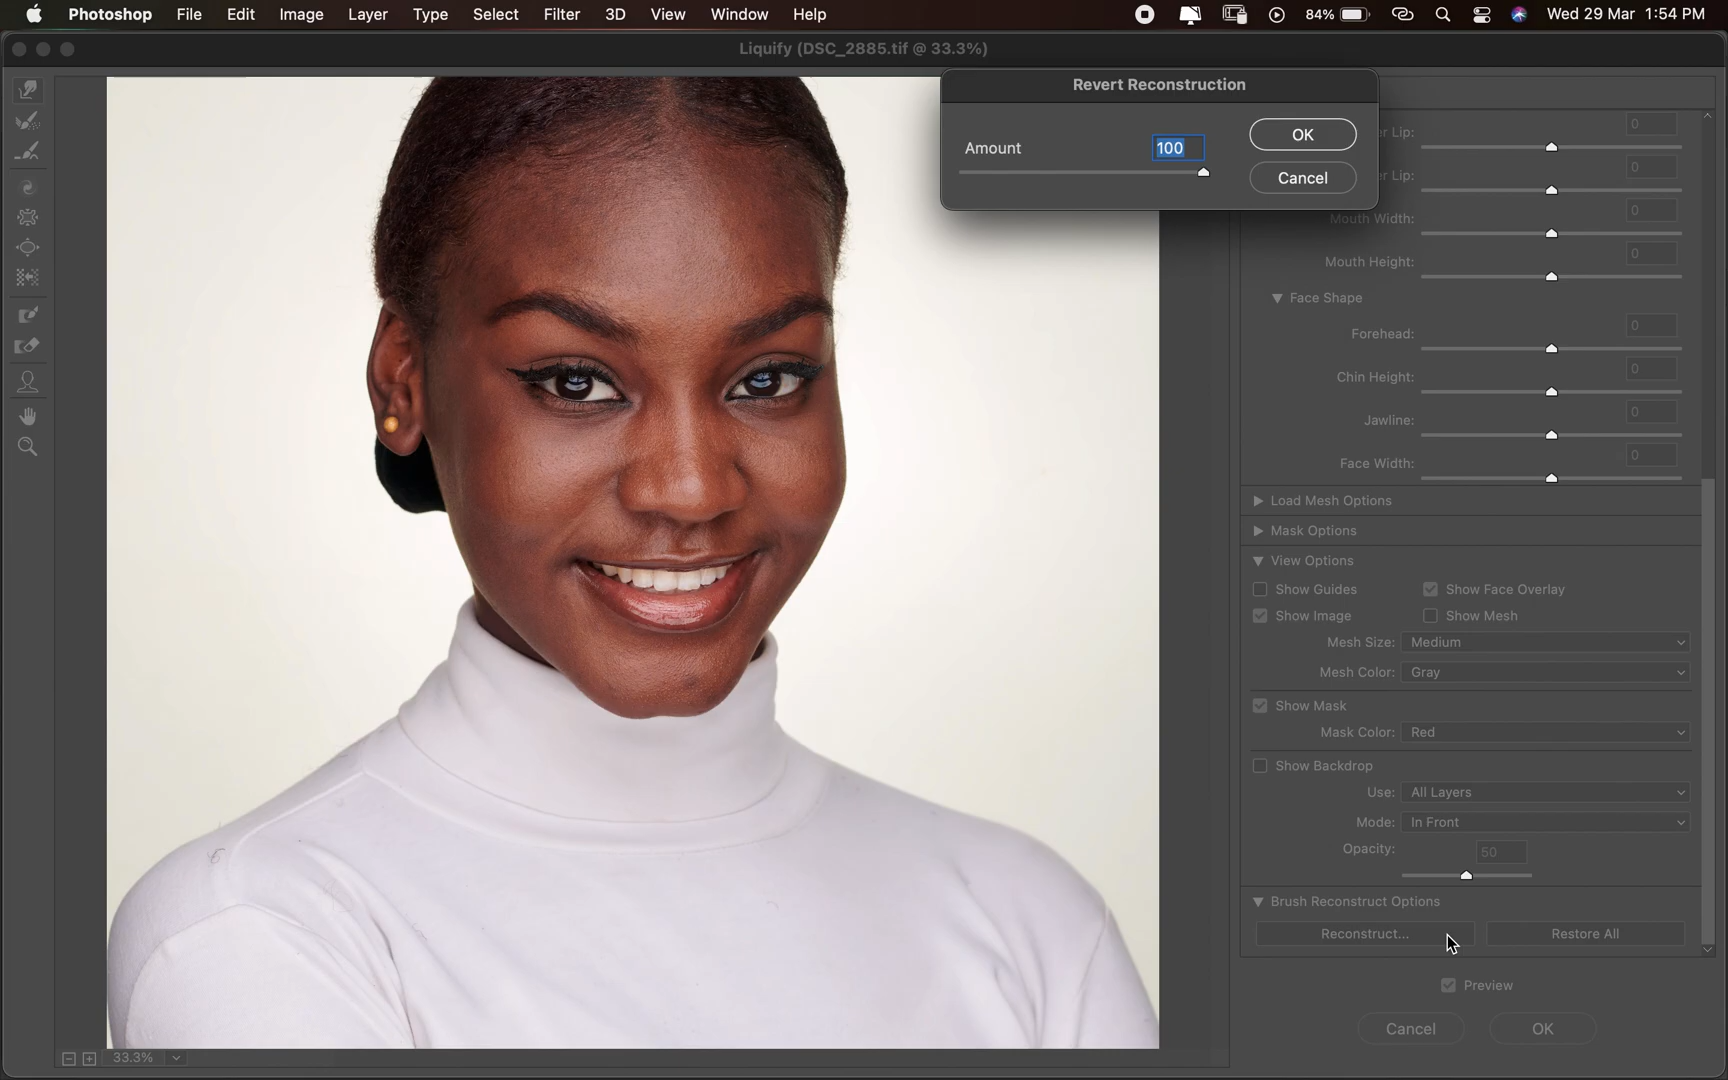 Photoshop File Edit Image Layer Type Select Filter 3D View Window Help 84% Wed 29 Mar 1:54 PM
Liquify (DSC_2885.tif @ 33.3%)
Revert Reconstruction
Amount 100 OK
Cancel
er Lip: 0
er Lip: 0
Mouth Width: 0
Mouth Height: 0
Face Shape
Forehead: 0
Chin Height: 0
Jawline: 0
Face Width: 0
Load Mesh Options
Mask Options
View Options
Show Guides Show Face Overlay
Show Image Show Mesh
Mesh Size: Medium
Mesh Color: Gray
Show Mask
Mask Color: Red
Show Backdrop
Use: All Layers
Mode: In Front
Opacity: 50
Brush Reconstruct Options
Reconstruct... Restore All
Preview
Cancel OK
33.3%